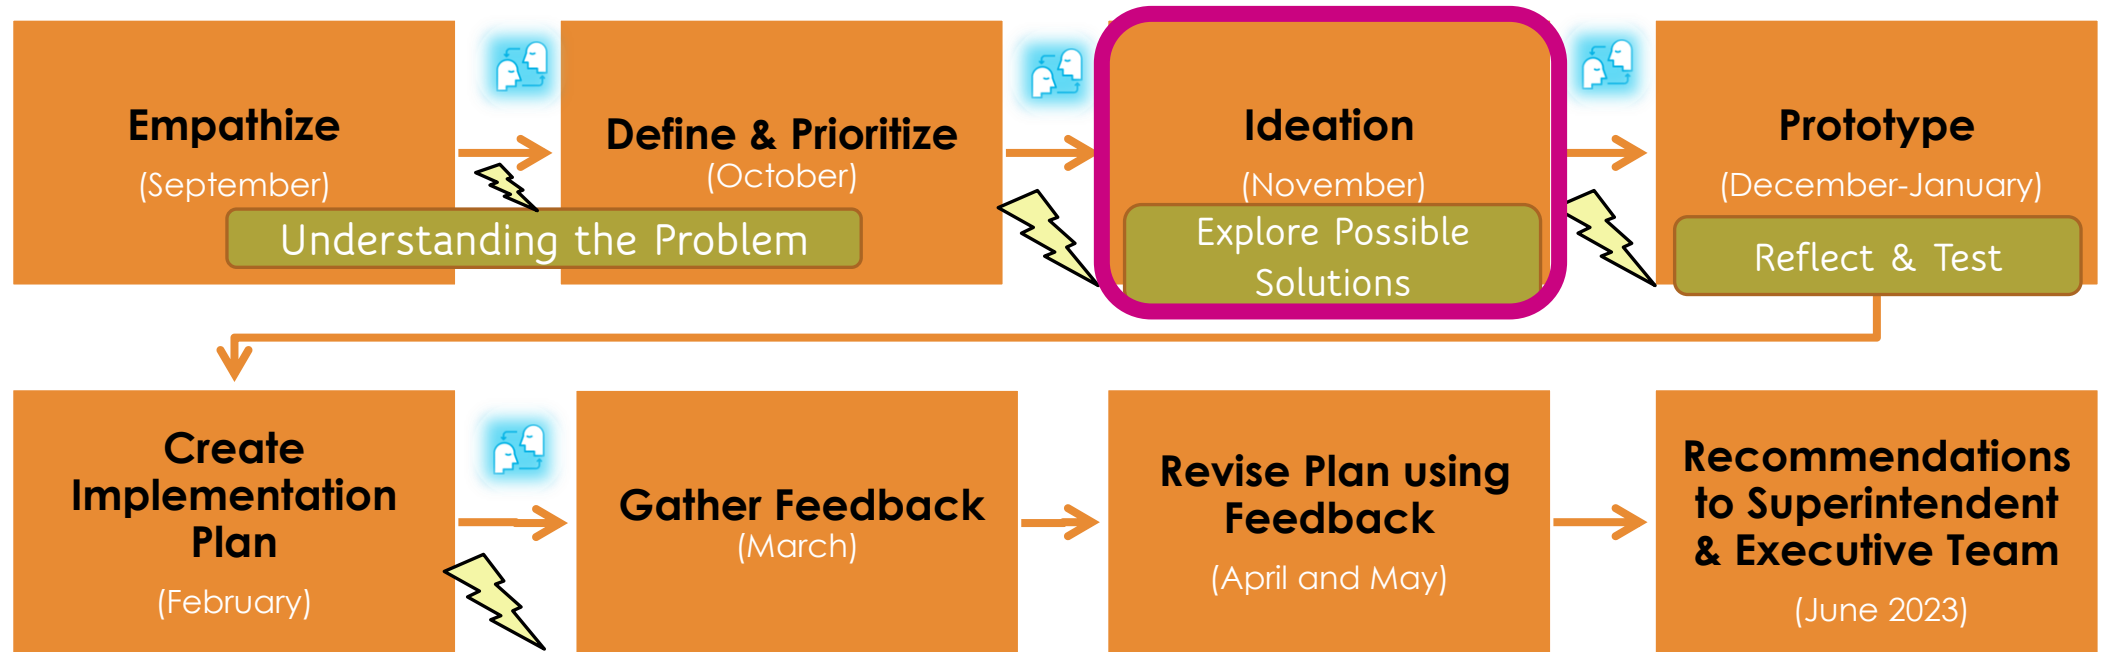 Empathize
(September)
Define & Prioritize
(October)
Understanding the Problem
Ideation
(November)
Explore Possible
Solutions
Prototype
(December-January)
Reflect & Test
Create
Implementation
Plan
(February)
Gather Feedback
(March)
Revise Plan using
Feedback
(April and May)
Recommendations
to Superintendent
& Executive Team
(June 2023)